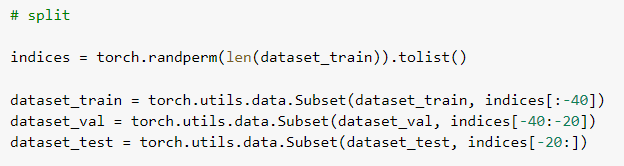 # split
indices = torch.randperm(len(dataset_train)).tolist()
dataset_train = torch.utils.data.Subset(dataset_train, indices[:-40])
dataset_val = torch.utils.data.Subset(dataset_val, indices[-40:-20])
dataset_test = torch.utils.data.Subset(dataset_test, indices[-20:])